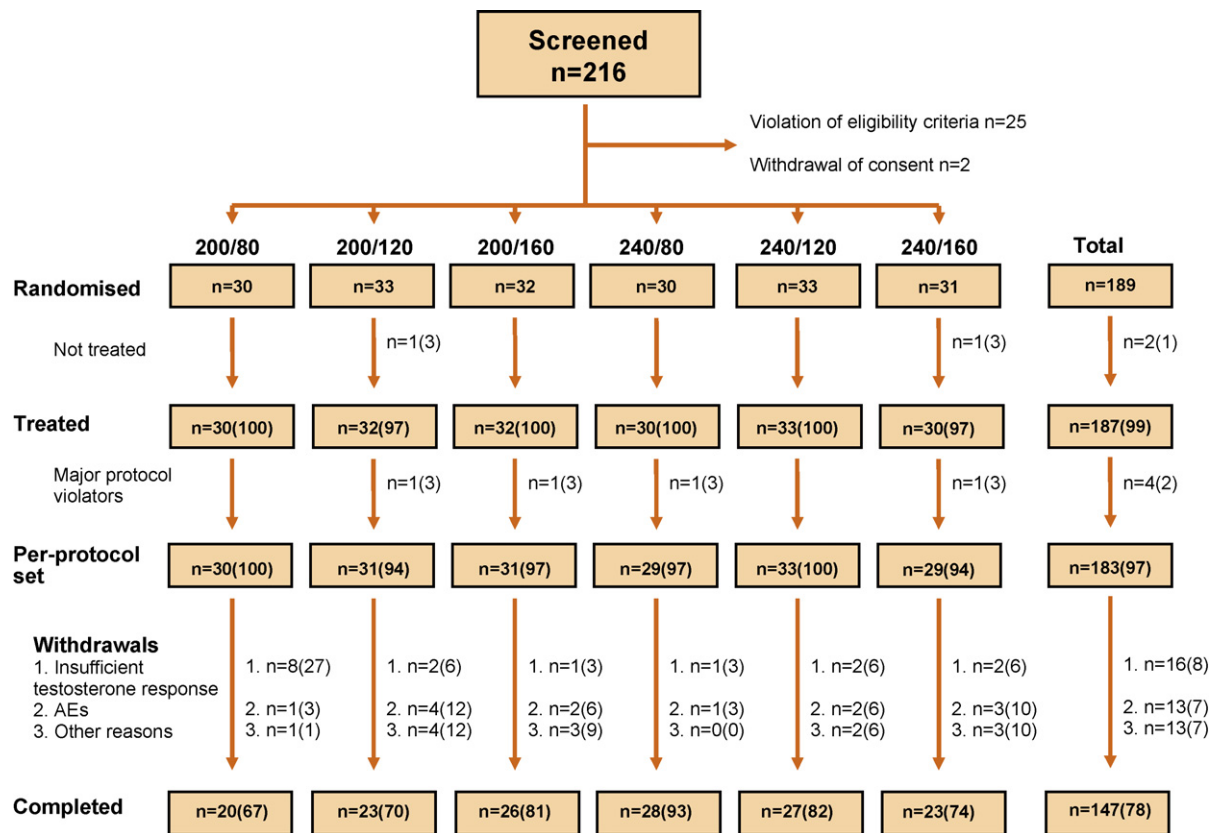 Screened
n=216
Violation of eligibility criteria n=25
Withdrawal of consent n=2
200/80 200/120 200/160 240/80 240/120 240/160 Total
Randomised n=30 n=33 n=32 n=30 n=33 n=31 n=189
Not treated n=1(3) n=1(3) n=2(1)
Treated n=30(100) n=32(97) n=32(100) n=30(100) n=33(100) n=30(97) n=187(99)
Major protocol
violators n=1(3) n=1(3) n=1(3) n=1(3) n=4(2)
Per-protocol
set n=30(100) n=31(94) n=31(97) n=29(97) n=33(100) n=29(94) n=183(97)
Withdrawals
1. Insufficient 1. n=8(27) 1. n=2(6) 1. n=1(3) 1. n=1(3) 1. n=2(6) 1. n=2(6) 1. n=16(8)
testosterone response
2. AEs 2. n=1(3) 2. n=4(12) 2. n=2(6) 2. n=1(3) 2. n=2(6) 2. n=3(10) 2. n=13(7)
3. Other reasons 3. n=1(1) 3. n=4(12) 3. n=3(9) 3. n=0(0) 3. n=2(6) 3. n=3(10) 3. n=13(7)
Completed n=20(67) n=23(70) n=26(81) n=28(93) n=27(82) n=23(74) n=147(78)